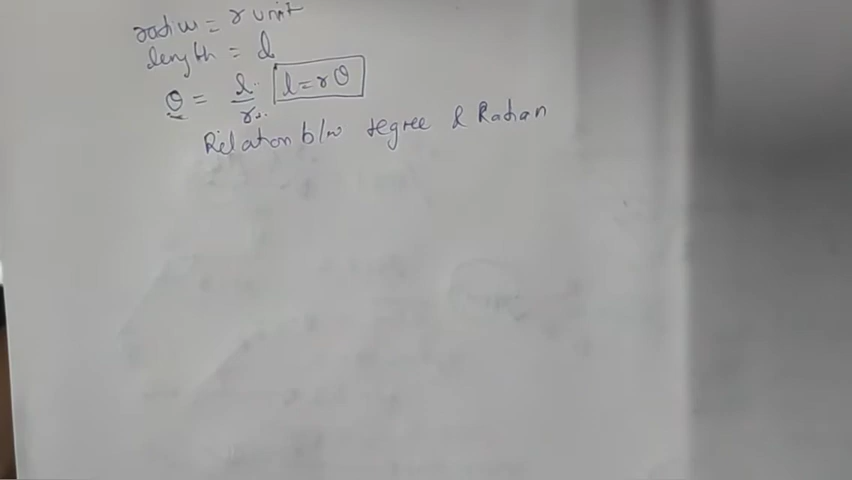 radius = r unit
length = l
θ = l/r l = rθ
Relation b/w degree & Radian